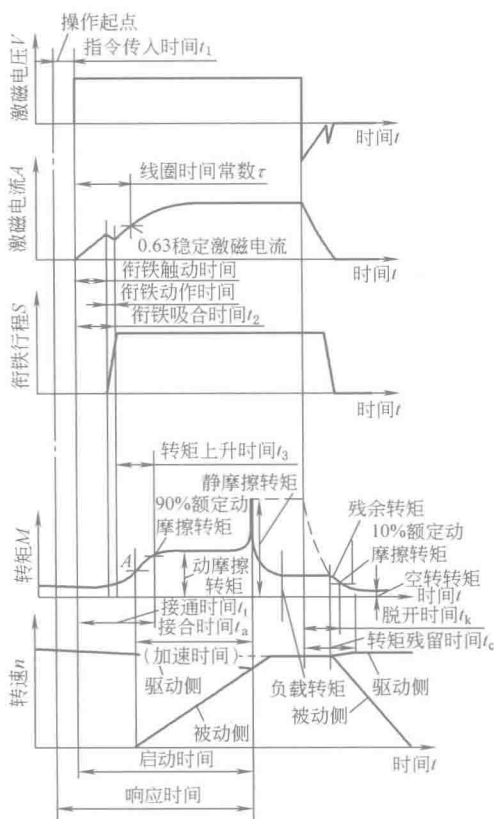 操作起点
指令传入时间t₁
激磁电压V
时间t
线圈时间常数τ
激磁电流A
0.63稳定激磁电流
时间t
衔铁触动时间
衔铁动作时间
衔铁吸合时间t₂
衔铁行程S
时间t
转矩上升时间t₃
静摩擦转矩
90%额定动
摩擦转矩
残余转矩
10%额定动
摩擦转矩
A
转矩M
动摩擦
转矩
空转转矩
时间t
接通时间tₜ
脱开时间tₖ
接合时间tₐ
转矩残留时间t꜀
(加速时间)
转速n
驱动侧
负载转矩
驱动侧
被动侧
被动侧
启动时间
时间t
响应时间